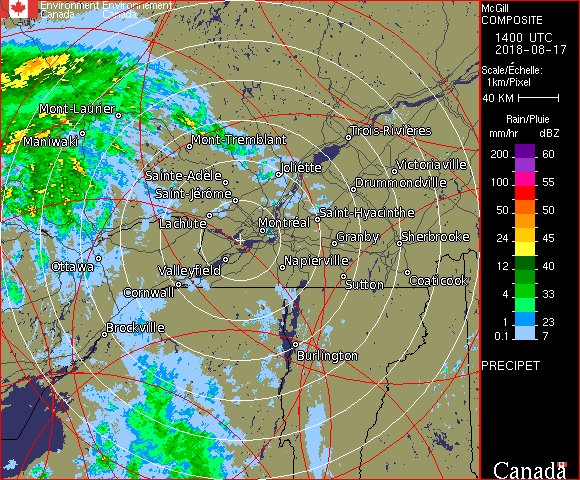 Environment Environnement
Canada Canada
Mont-Laurier
Maniwaki
Mont-Tremblant
Trois-Rivières
Sainte-Adèle
Joliette
Victoriaville
Saint-Jérôme
Drummondville
Lachute
Montréal
Saint-Hyacinthe
Granby
Sherbrooke
Ottawa
Valleyfield
Napierville
Cornwall
Sutton
Coaticook
Brockville
Burlington
McGill
COMPOSITE
1400 UTC
2018-08-17
Scale/Échelle:
1km/Pixel
40 KM
Rain/Pluie
mm/hr dBZ
200 60
100 55
50 50
24 45
12 40
4 33
1 23
0.1 7
PRECIPET
Canada